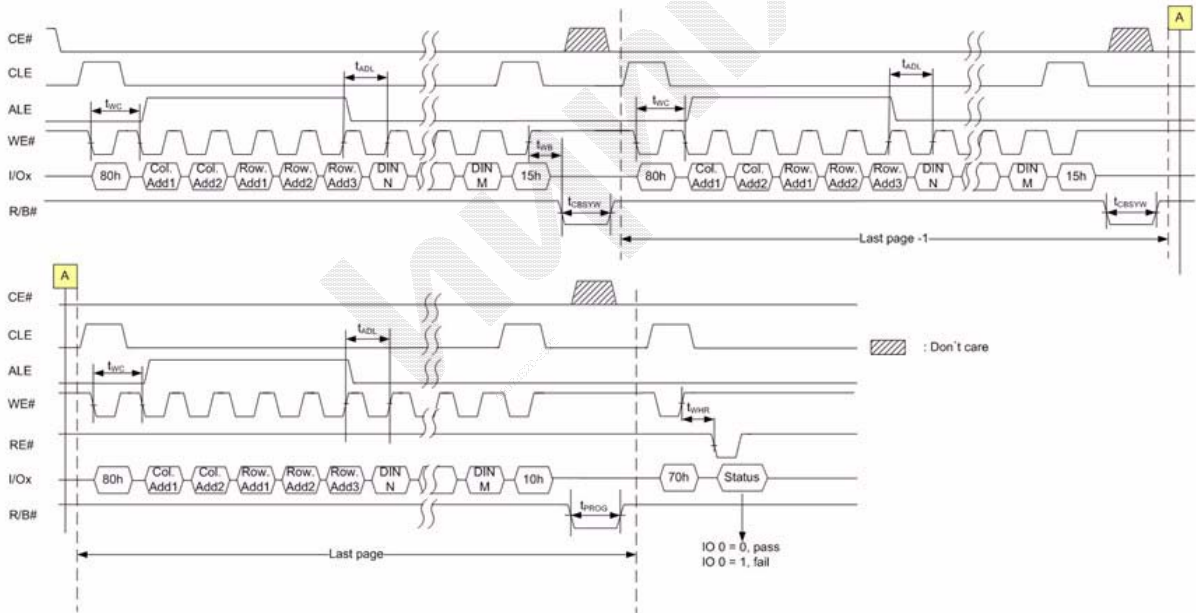 A
CE#
CLE
tADL tADL
ALE
tWC tWC
WE#
tWB
I/Ox 80h Col. Add1 Col. Add2 Row. Add1 Row. Add2 Row. Add3 DIN N DIN M 15h 80h Col. Add1 Col. Add2 Row. Add1 Row. Add2 Row. Add3 DIN N DIN M 15h
R/B# tCBSYW tCBSYW
Last page -1
A
CE#
CLE
tADL
: Don`t care
ALE
tWC
WE#
tWHR
RE#
I/Ox 80h Col. Add1 Col. Add2 Row. Add1 Row. Add2 Row. Add3 DIN N DIN M 10h 70h Status
R/B# tPROG
IO 0 = 0, pass
Last page
IO 0 = 1, fail